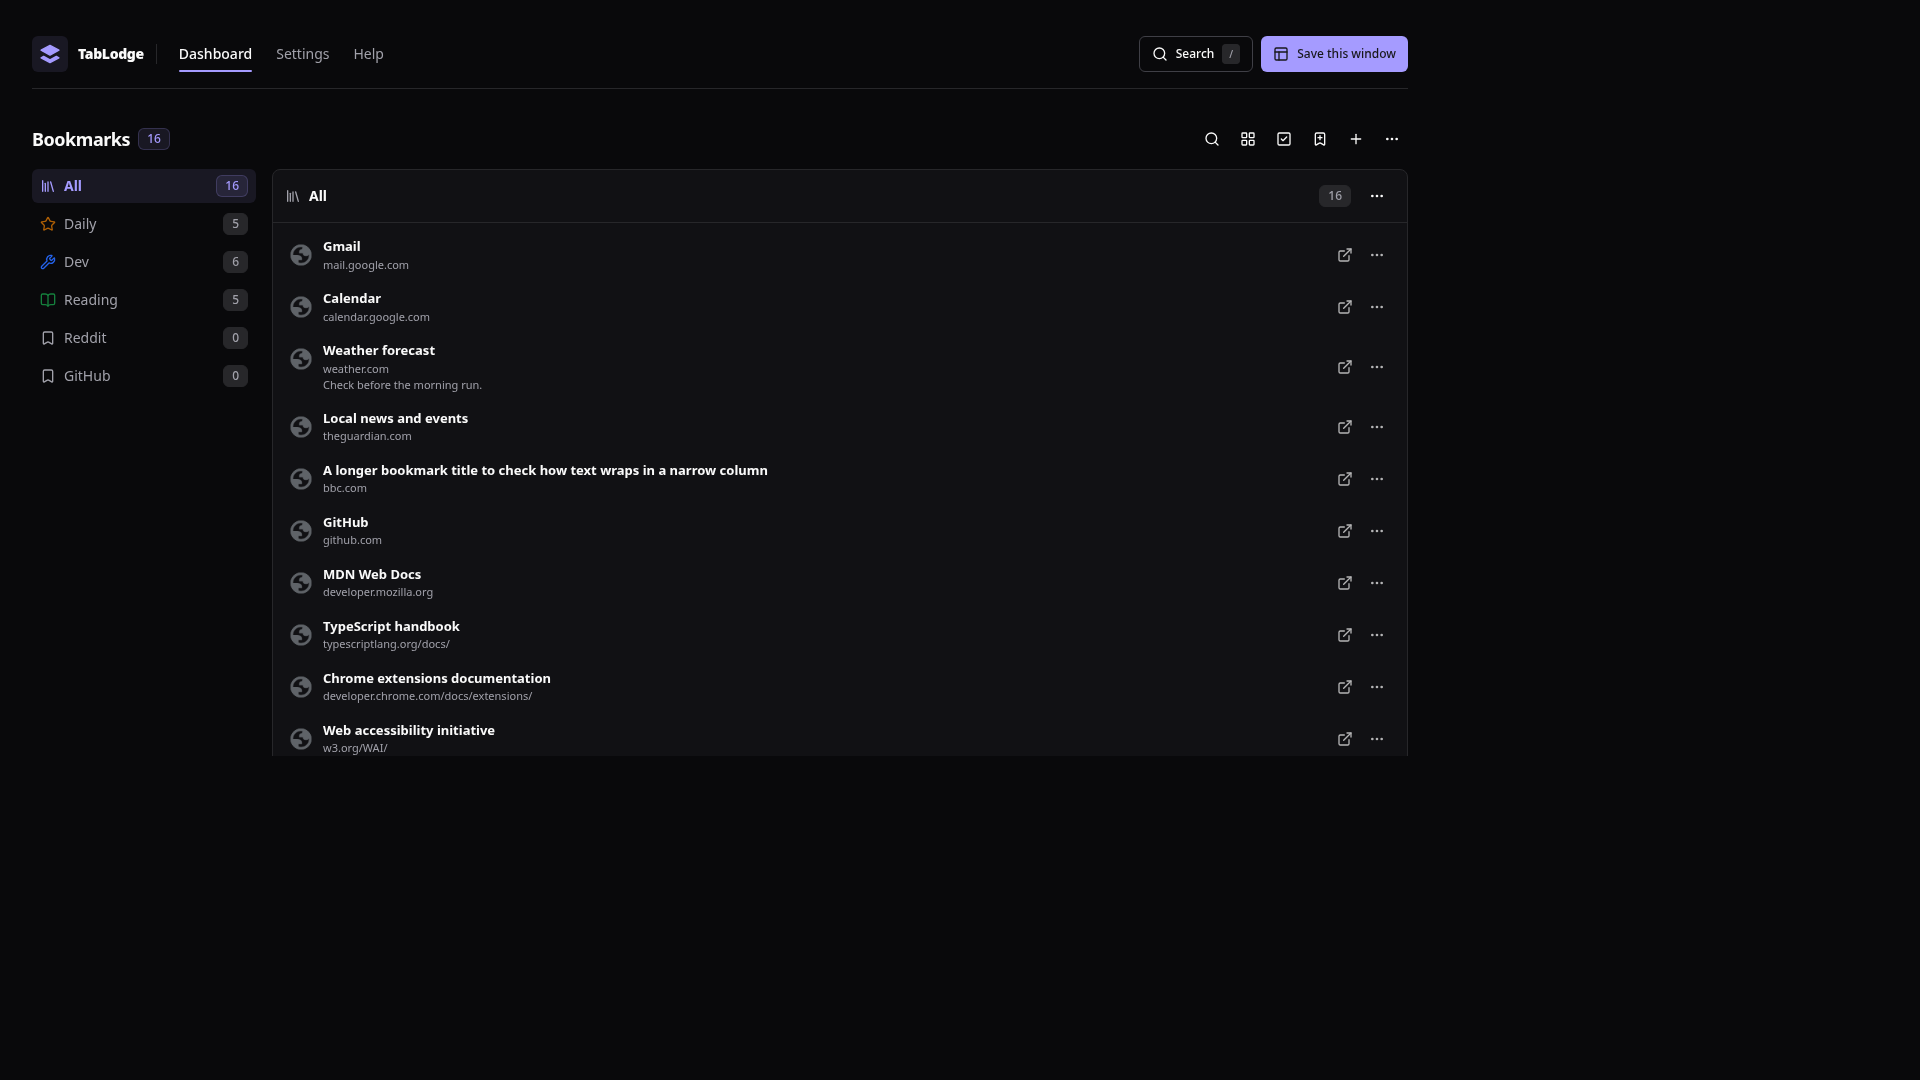 TabLodge
Dashboard
Settings
Help
Search /
Save this window
Bookmarks 16
All 16
Daily 5
Dev 6
Reading 5
Reddit 0
GitHub 0
All 16
Gmail
mail.google.com
Calendar
calendar.google.com
Weather forecast
weather.com
Check before the morning run.
Local news and events
theguardian.com
A longer bookmark title to check how text wraps in a narrow column
bbc.com
GitHub
github.com
MDN Web Docs
developer.mozilla.org
TypeScript handbook
typescriptlang.org/docs/
Chrome extensions documentation
developer.chrome.com/docs/extensions/
Web accessibility initiative
w3.org/WAI/